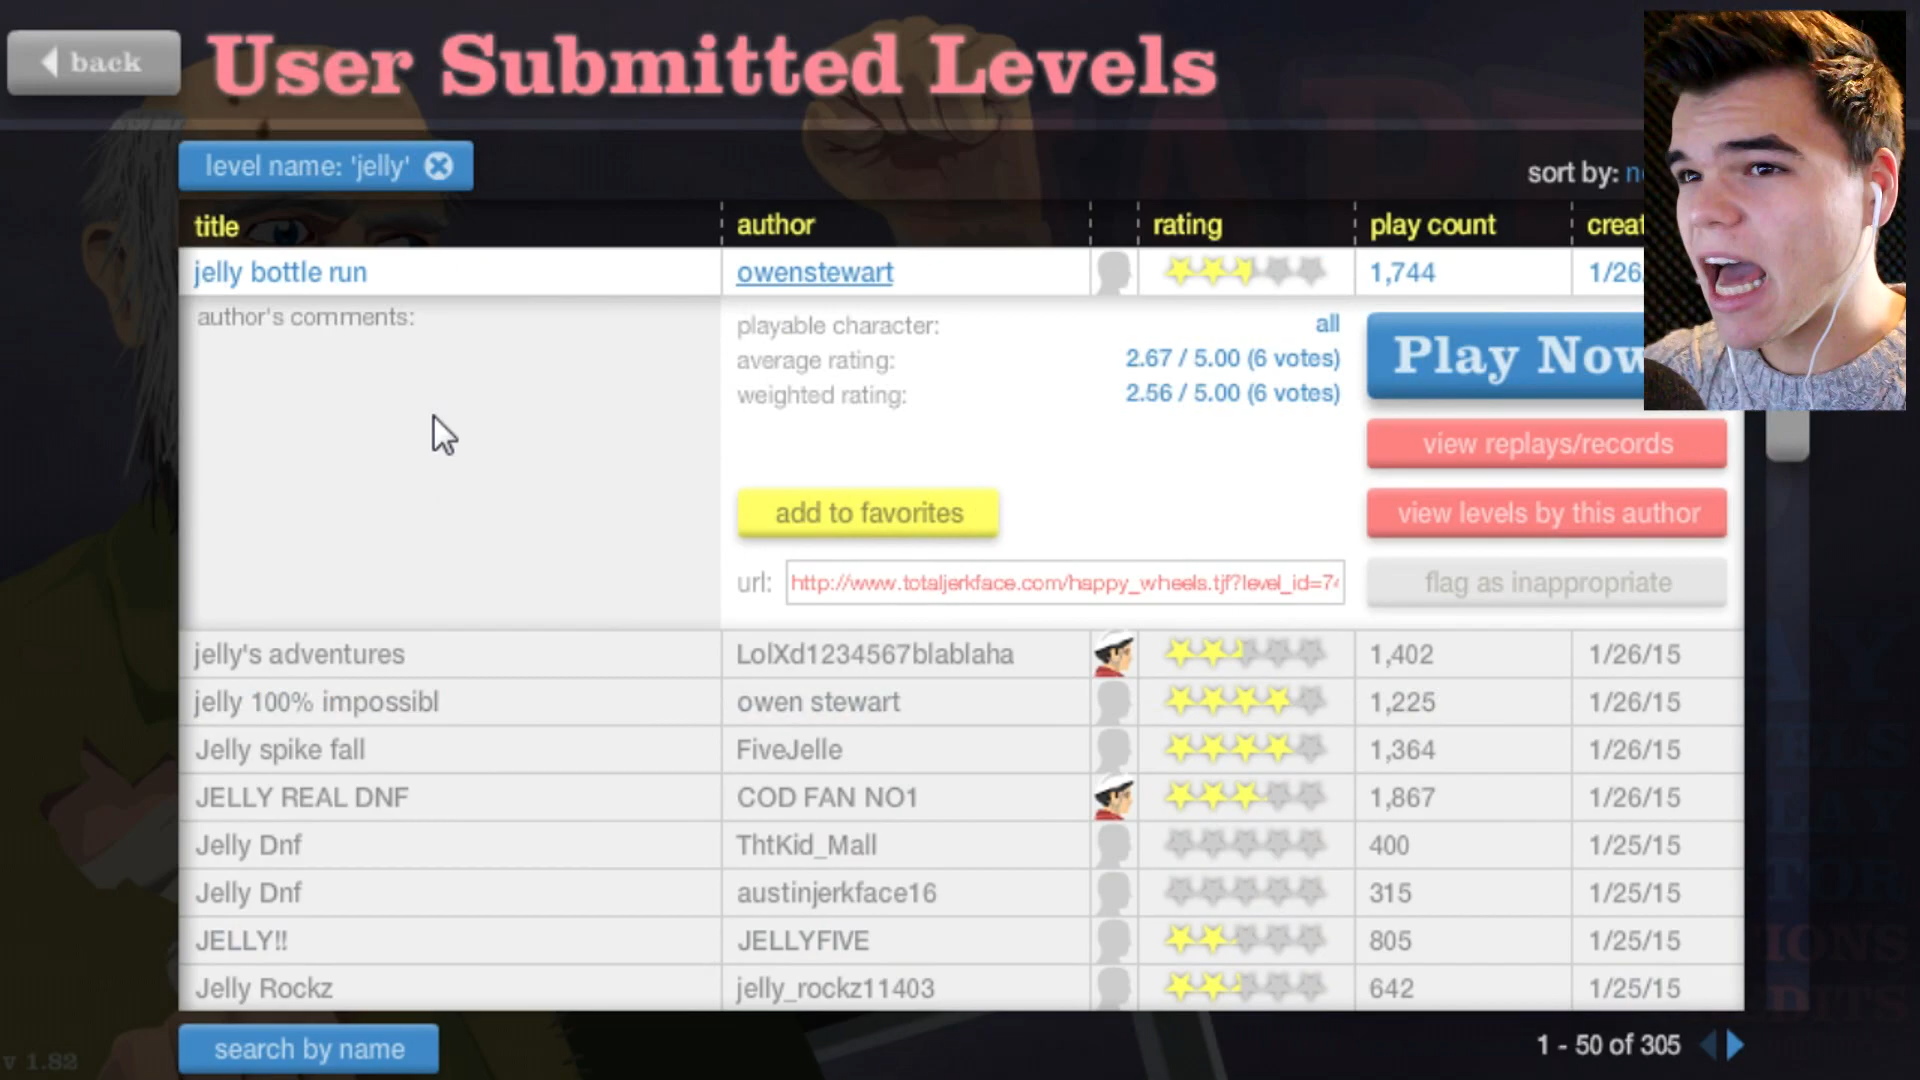 back
User Submitted Levels
level name: 'jelly'
sort by:
title author rating play count
jelly bottle run owenstewart 1,744 1/26
author's comments:
playable character: all
average rating: 2.67 / 5.00 (6 votes)
weighted rating: 2.56 / 5.00 (6 votes)
Play Now
view replays/records
add to favorites
view levels by this author
url: http://www.totaljerkface.com/happy_wheels.tjf?level_id=74
flag as inappropriate
jelly's adventures LolXd1234567blablaha 1,402 1/26/15
jelly 100% impossibl owen stewart 1,225 1/26/15
Jelly spike fall FiveJelle 1,364 1/26/15
JELLY REAL DNF COD FAN NO1 1,867 1/26/15
Jelly Dnf ThtKid_Mall 400 1/25/15
Jelly Dnf austinjerkface16 315 1/25/15
JELLY!! JELLYFIVE 805 1/25/15
Jelly Rockz jelly_rockz11403 642 1/25/15
search by name
1 - 50 of 305
v 1.82